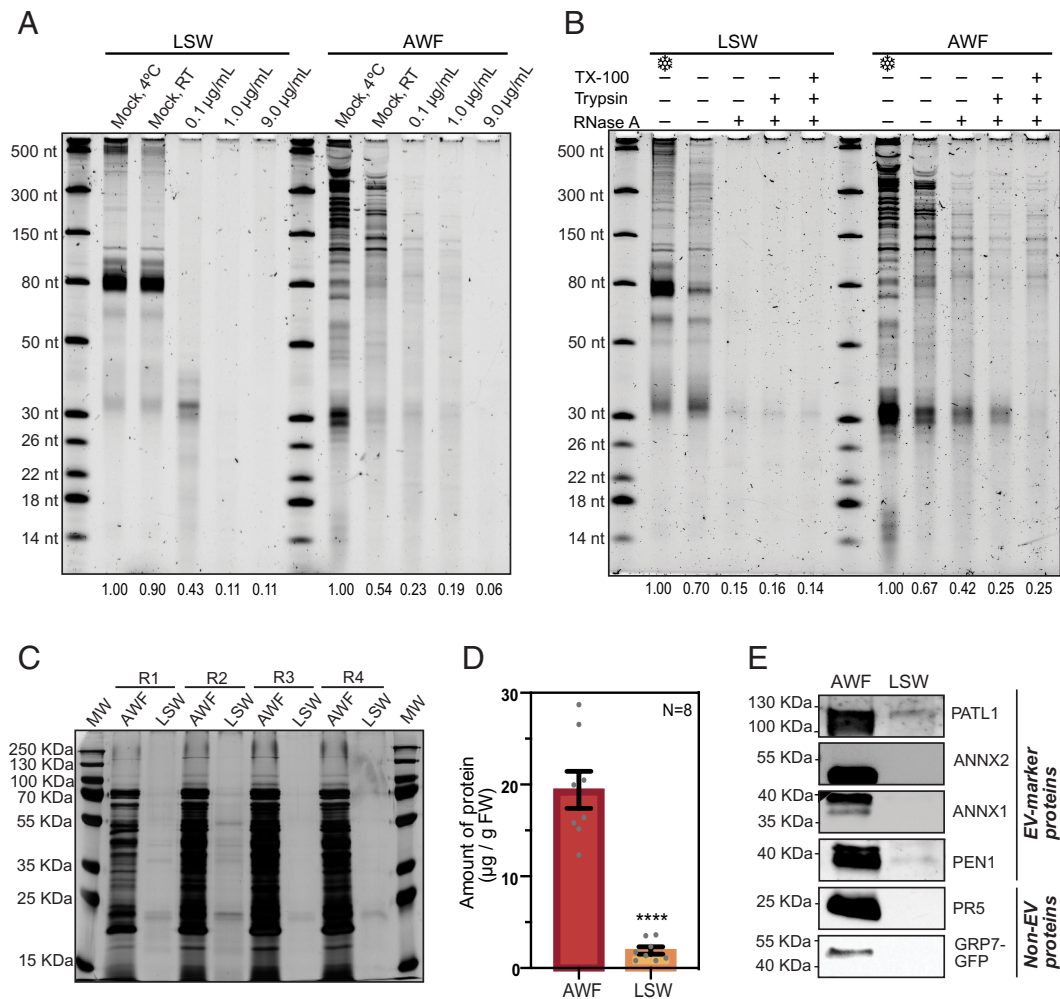 A
LSW
AWF
Mock, 4ºC
Mock, RT
0.1 µg/mL
1.0 µg/mL
9.0 µg/mL
Mock, 4ºC
Mock, RT
0.1 µg/mL
1.0 µg/mL
9.0 µg/mL
500 nt
300 nt
150 nt
80 nt
50 nt
30 nt
26 nt
22 nt
18 nt
14 nt
1.00 0.90 0.43 0.11 0.11 1.00 0.54 0.23 0.19 0.06
B
LSW
AWF
TX-100 – – – – + – – – – +
Trypsin – – – + + – – – + +
RNase A – – + + + – – + + +
500 nt
300 nt
150 nt
80 nt
50 nt
30 nt
26 nt
22 nt
18 nt
14 nt
1.00 0.70 0.15 0.16 0.14 1.00 0.67 0.42 0.25 0.25
C
R1 R2 R3 R4
MW AWF LSW AWF LSW AWF LSW AWF LSW MW
250 KDa
130 KDa
100 KDa
70 KDa
55 KDa
35 KDa
25 KDa
15 KDa
D
Amount of protein
(µg / g FW)
30
20
10
0
N=8
****
AWF LSW
E
AWF LSW
130 KDa
100 KDa
PATL1
55 KDa
ANNX2
40 KDa
35 KDa
ANNX1
40 KDa
PEN1
25 KDa
PR5
55 KDa
40 KDa
GRP7-
GFP
EV-marker
proteins
Non-EV
proteins